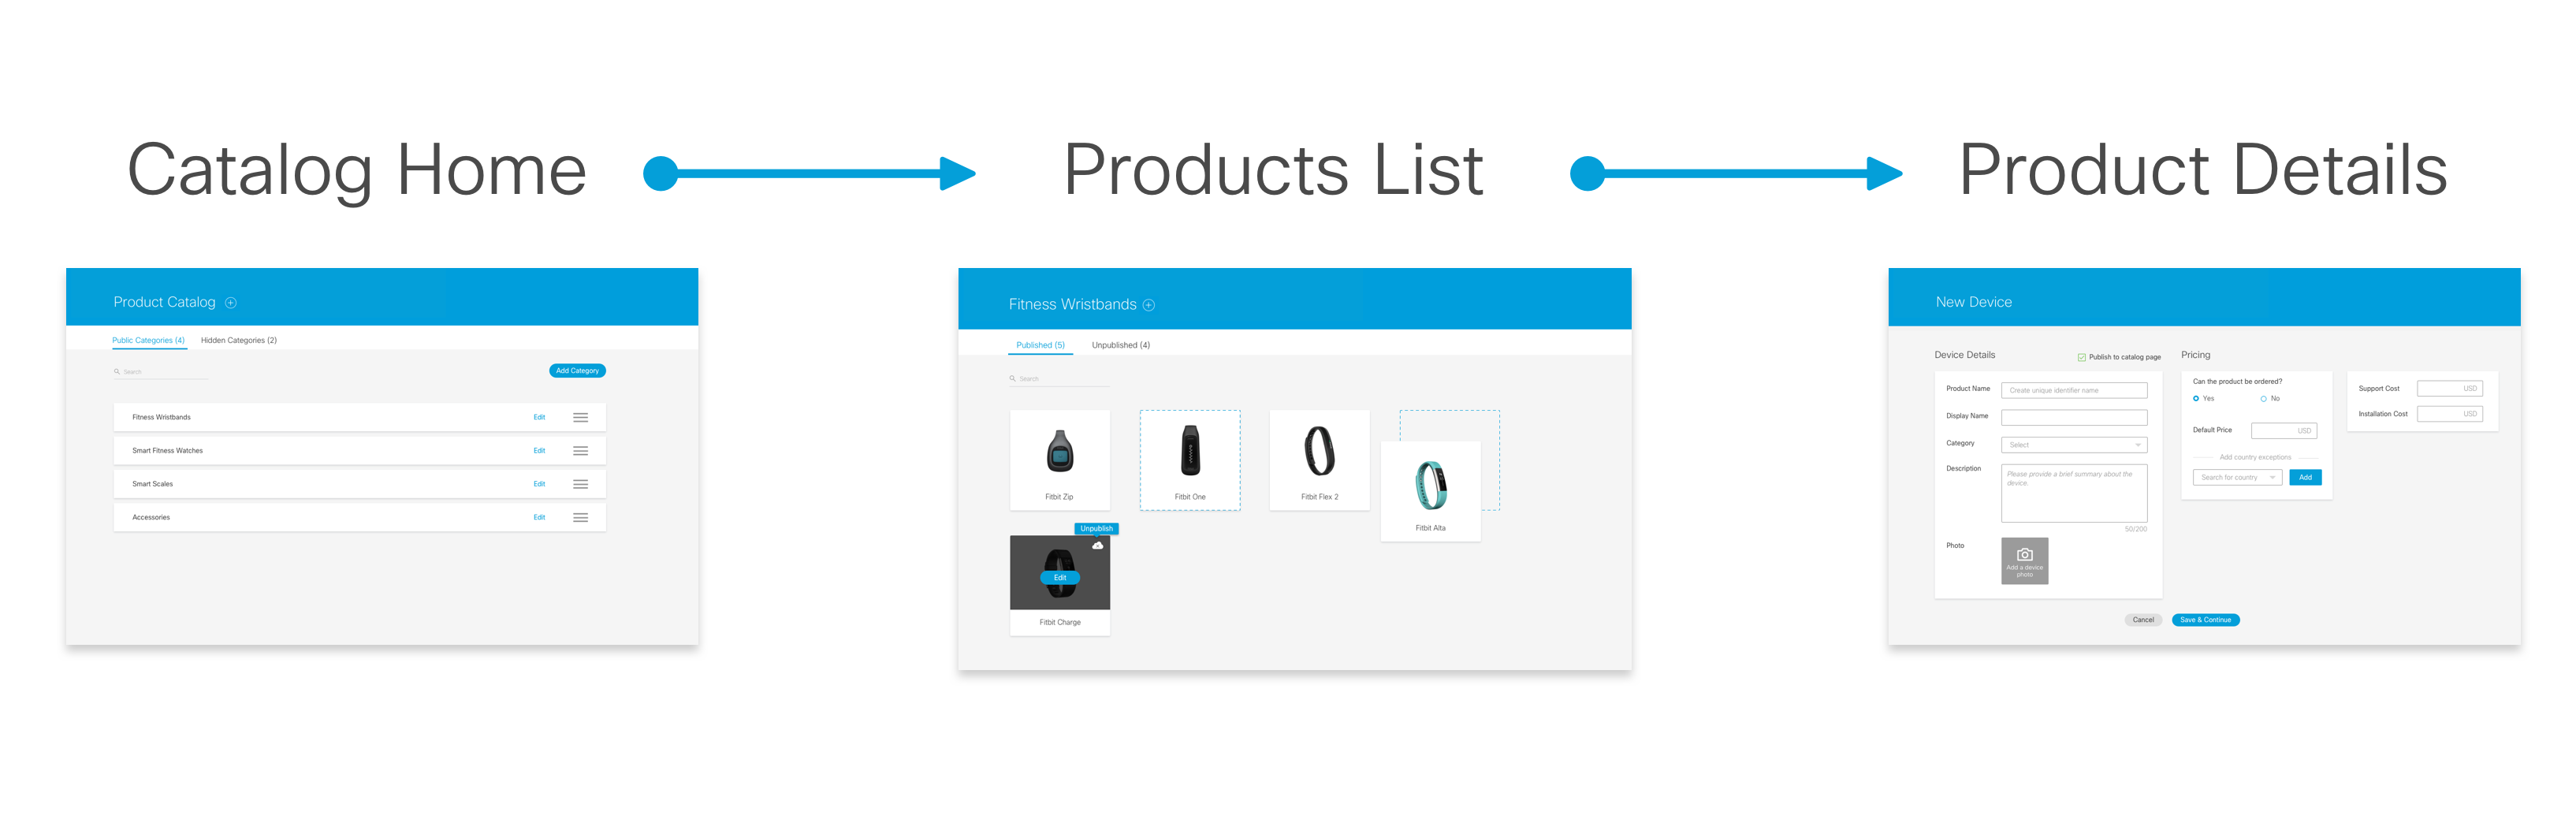 Catalog Home
Products List
Product Details
Product Catalog
Public Categories (4)
Hidden Categories (2)
Search
Add Category
Fitness Wristbands
Edit
Smart Fitness Watches
Edit
Smart Scales
Edit
Accessories
Edit
Fitness Wristbands
Published (5)
Unpublished (4)
Search
Fitbit Zip
Fitbit One
Fitbit Flex 2
Fitbit Alta
Unpublish
Edit
Fitbit Charge
New Device
Device Details
Publish to catalog page
Product Name
Create unique identifier name
Display Name
Category
Select
Description
Please provide a brief summary about the
device.
50/200
Photo
Add a device
photo
Pricing
Can the product be ordered?
Yes
No
Default Price
USD
Add country exceptions
Search for country
Add
Support Cost
USD
Installation Cost
USD
Cancel
Save & Continue